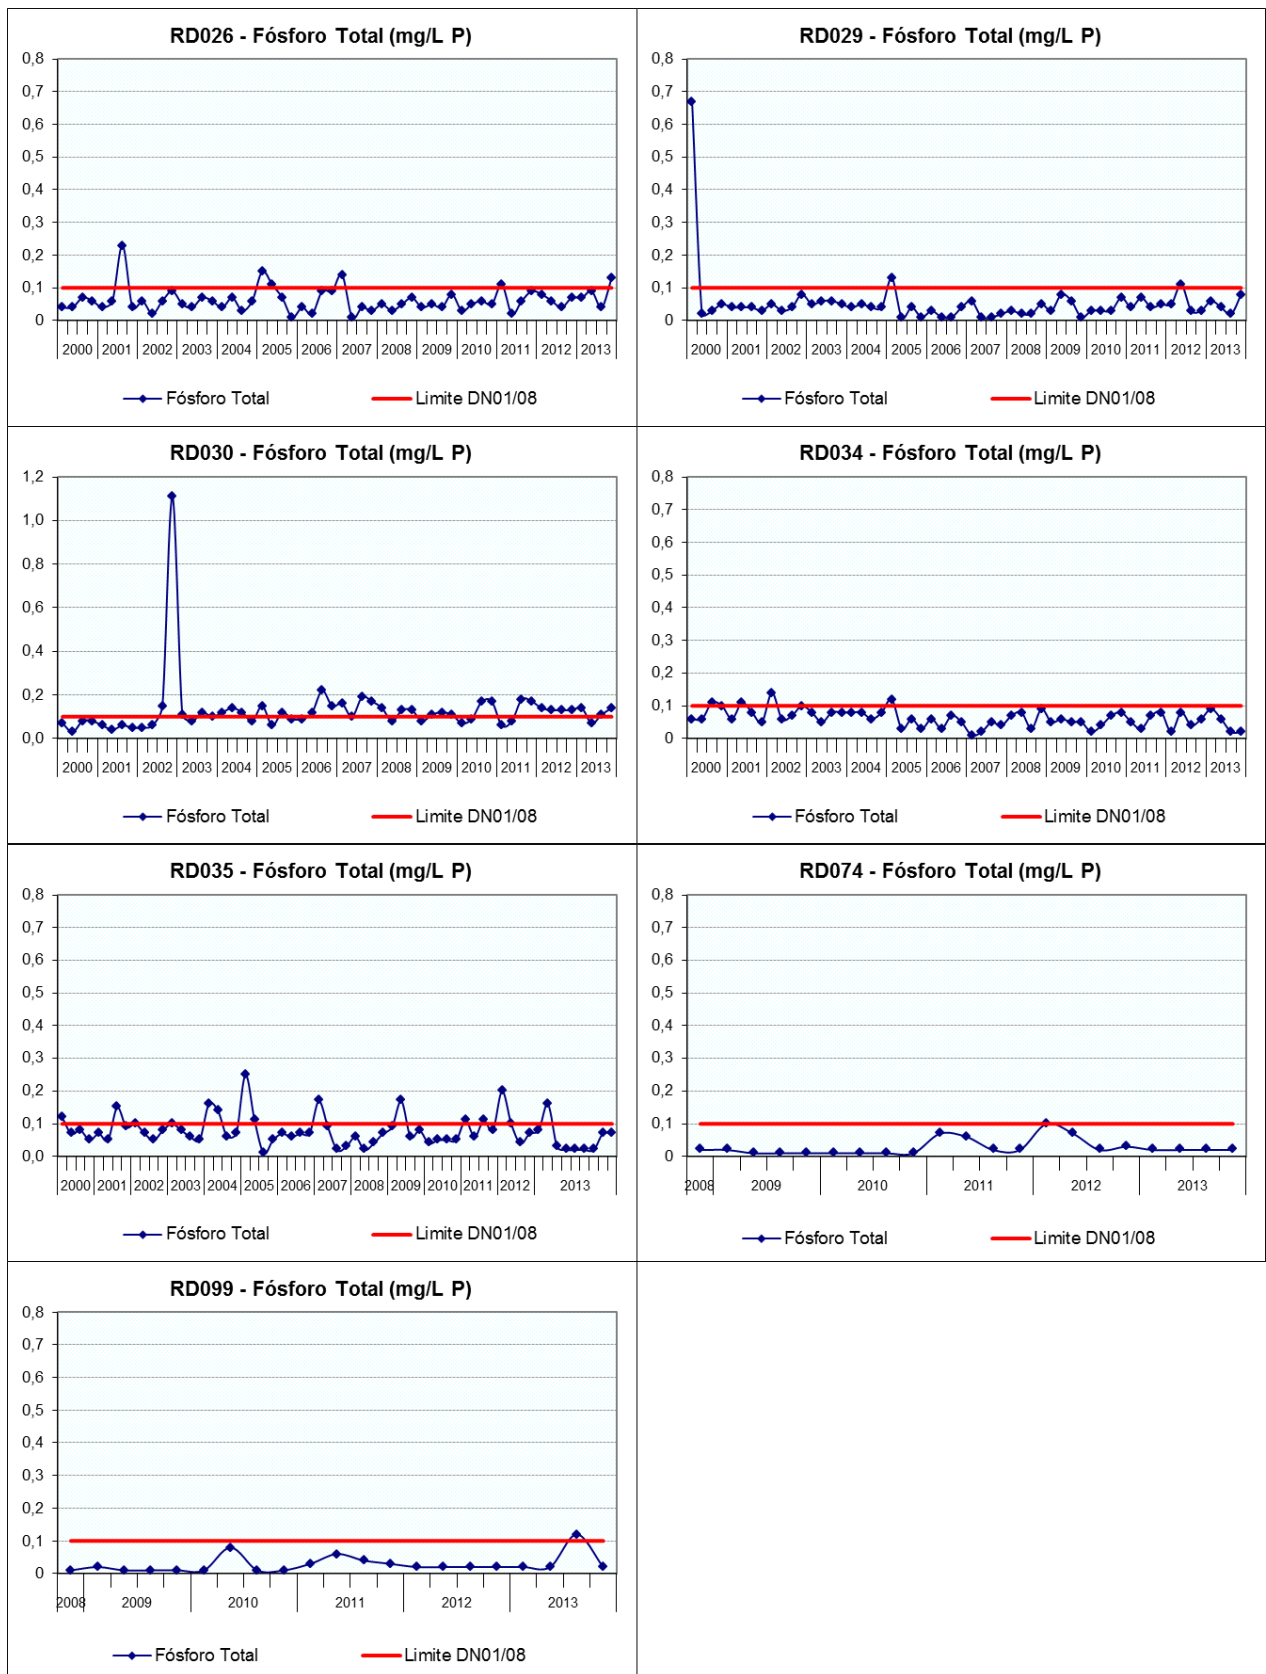 RD026 - Fósforo Total (mg/L P)
0,8
0,7
0,6
0,5
0,4
0,3
0,2
0,1
0
2000 2001 2002 2003 2004 2005 2006 2007 2008 2009 2010 2011 2012 2013
Fósforo Total Limite DN01/08
RD029 - Fósforo Total (mg/L P)
0,8
0,7
0,6
0,5
0,4
0,3
0,2
0,1
0
2000 2001 2002 2003 2004 2005 2006 2007 2008 2009 2010 2011 2012 2013
Fósforo Total Limite DN01/08
RD030 - Fósforo Total (mg/L P)
1,2
1,0
0,8
0,6
0,4
0,2
0,0
2000 2001 2002 2003 2004 2005 2006 2007 2008 2009 2010 2011 2012 2013
Fósforo Total Limite DN01/08
RD034 - Fósforo Total (mg/L P)
0,8
0,7
0,6
0,5
0,4
0,3
0,2
0,1
0
2000 2001 2002 2003 2004 2005 2006 2007 2008 2009 2010 2011 2012 2013
Fósforo Total Limite DN01/08
RD035 - Fósforo Total (mg/L P)
0,8
0,7
0,6
0,5
0,4
0,3
0,2
0,1
0,0
2000 2001 2002 2003 2004 2005 2006 2007 2008 2009 2010 2011 2012 2013
Fósforo Total Limite DN01/08
RD074 - Fósforo Total (mg/L P)
0,8
0,7
0,6
0,5
0,4
0,3
0,2
0,1
0
2008 2009 2010 2011 2012 2013
Fósforo Total Limite DN01/08
RD099 - Fósforo Total (mg/L P)
0,8
0,7
0,6
0,5
0,4
0,3
0,2
0,1
0
2008 2009 2010 2011 2012 2013
Fósforo Total Limite DN01/08